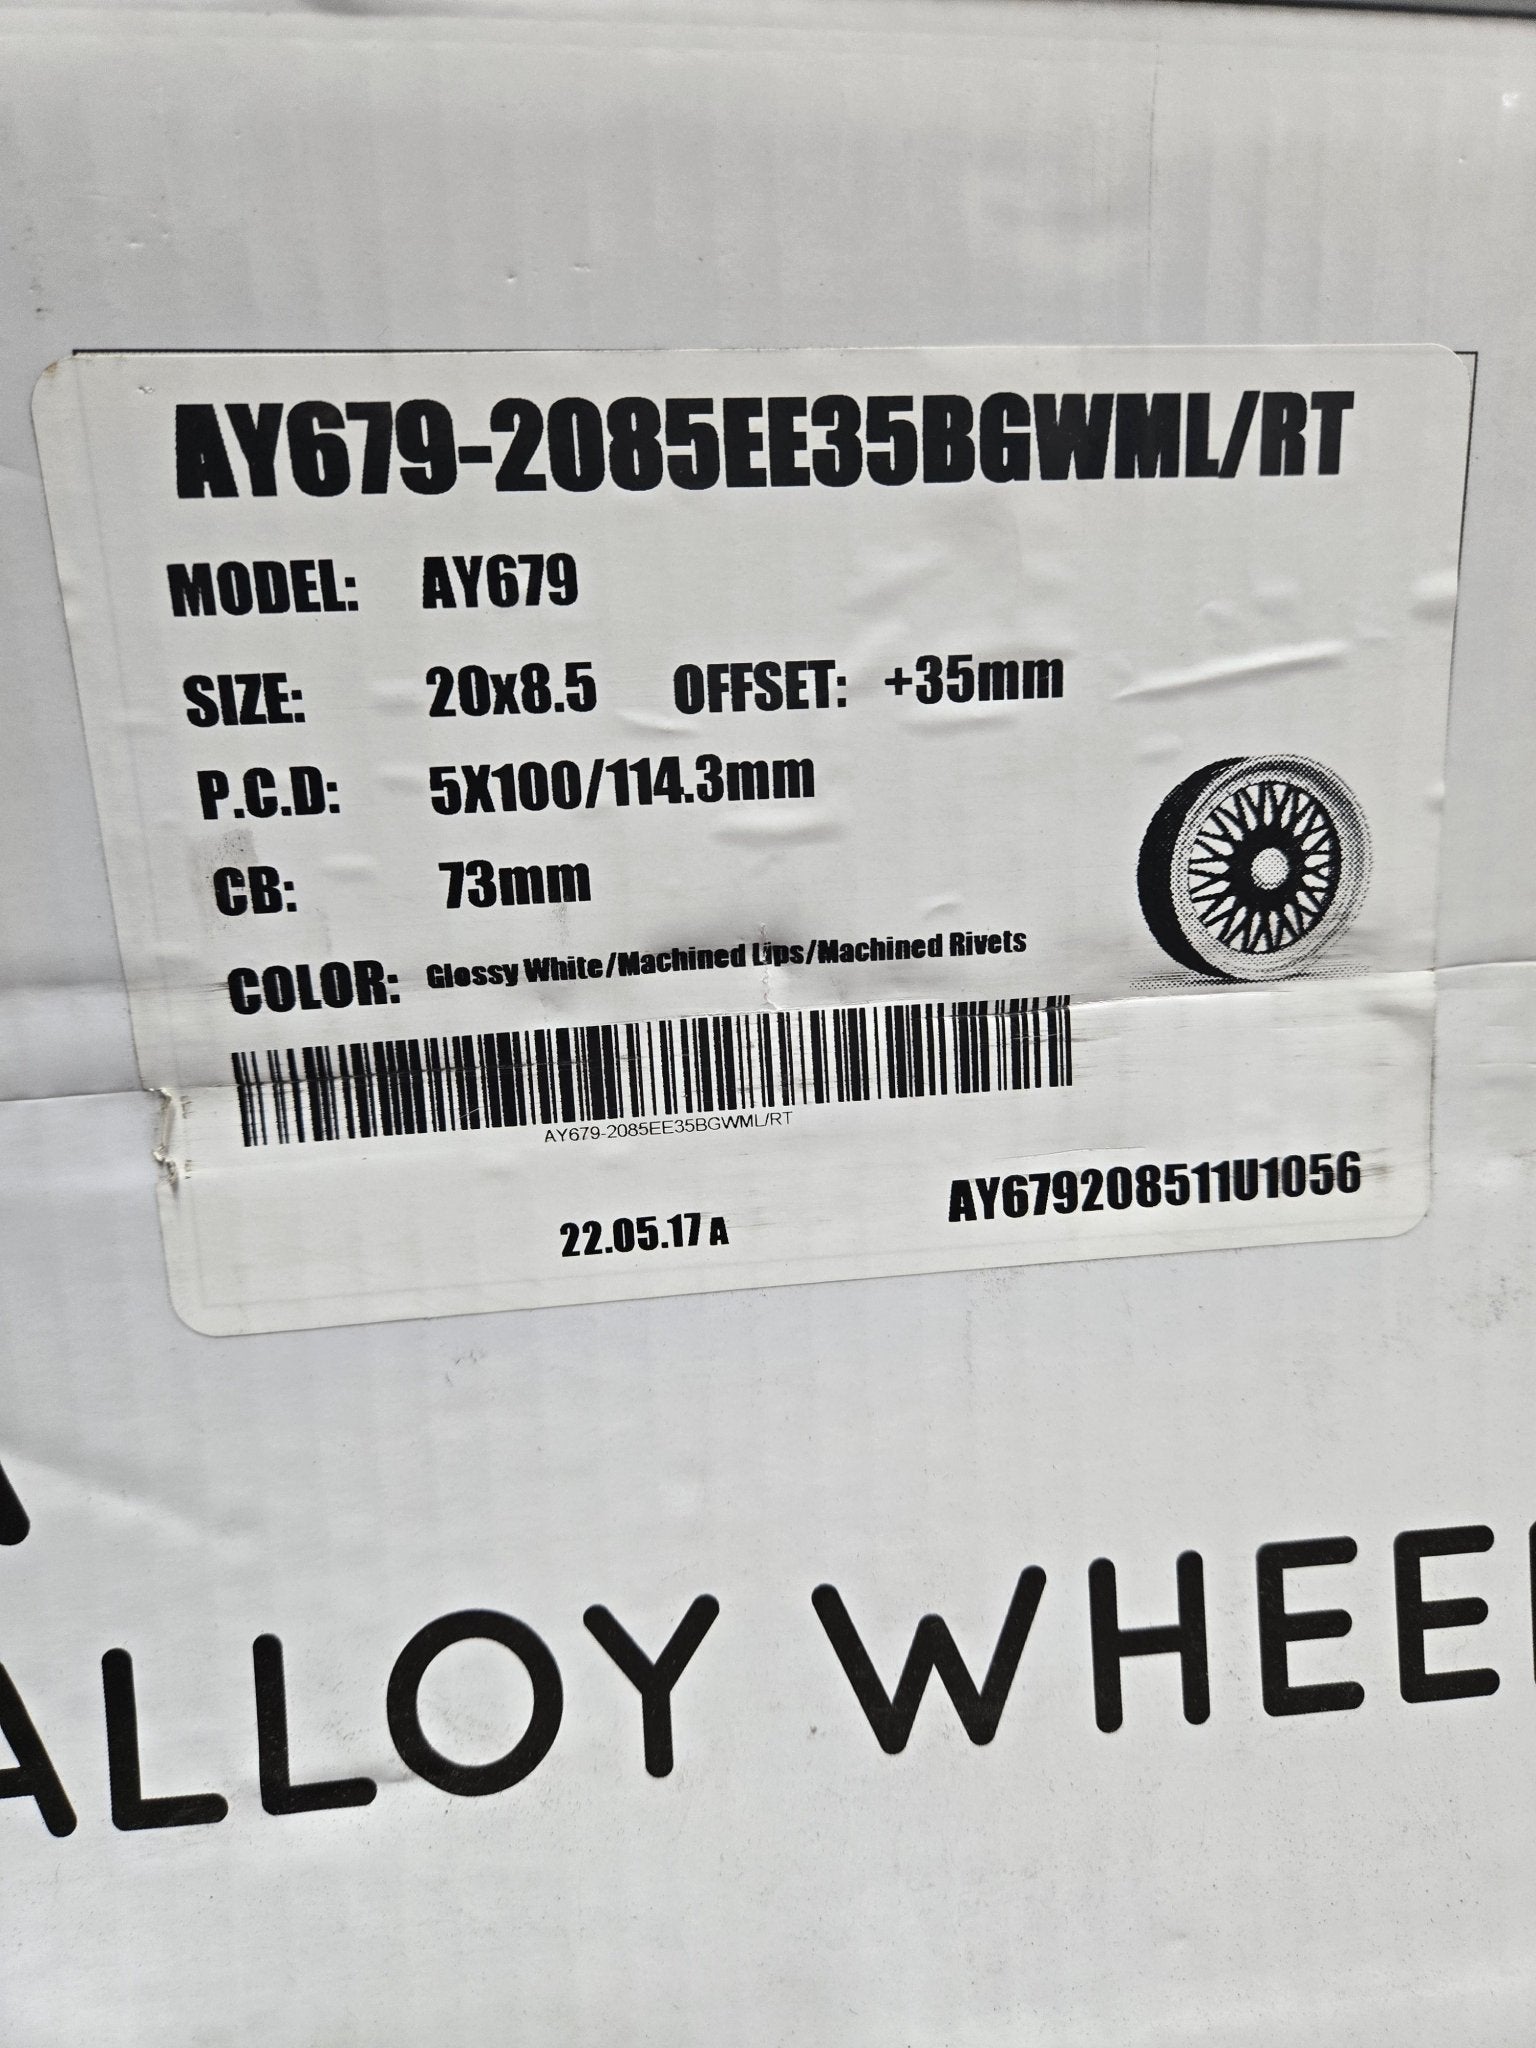 AY679-2085EE35BGWML/RT
MODEL: AY679
SIZE: 20x8.5 OFFSET: +35mm
P.C.D: 5X100/114.3mm
CB: 73mm
COLOR: Glossy White/Machined Lips/Machined Rivets
AY679-2085EE35BGWML/RT
22.05.17 A
AY679208511U1056
ALLOY WHEE